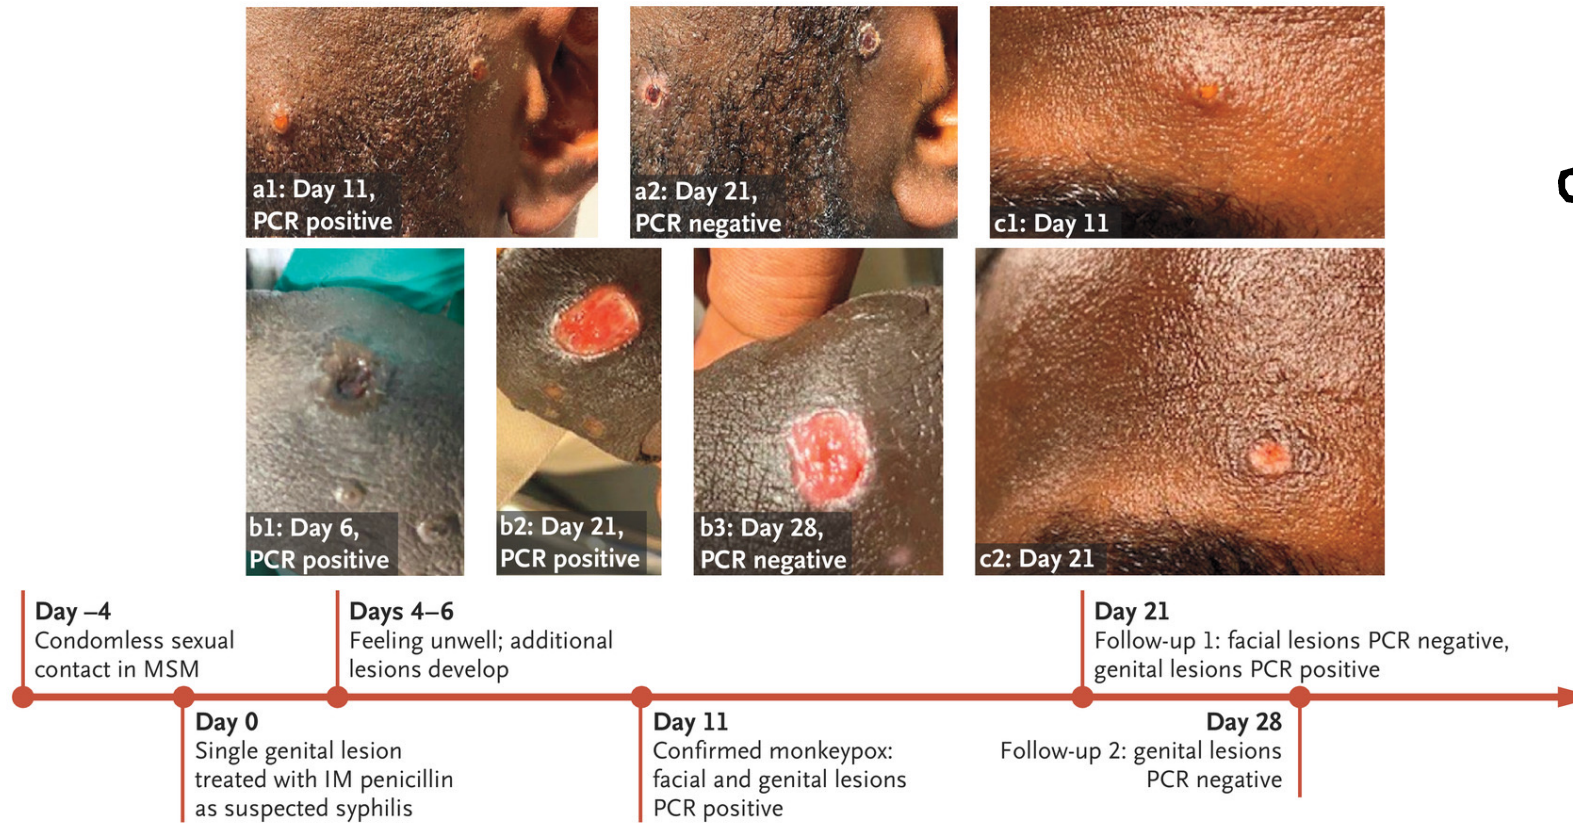 a1: Day 11,
PCR positive
a2: Day 21,
PCR negative
c1: Day 11
b1: Day 6,
PCR positive
b2: Day 21,
PCR positive
b3: Day 28,
PCR negative
c2: Day 21
Day –4
Condomless sexual
contact in MSM
Days 4–6
Feeling unwell; additional
lesions develop
Day 21
Follow-up 1: facial lesions PCR negative,
genital lesions PCR positive
Day 0
Single genital lesion
treated with IM penicillin
as suspected syphilis
Day 11
Confirmed monkeypox:
facial and genital lesions
PCR positive
Day 28
Follow-up 2: genital lesions
PCR negative